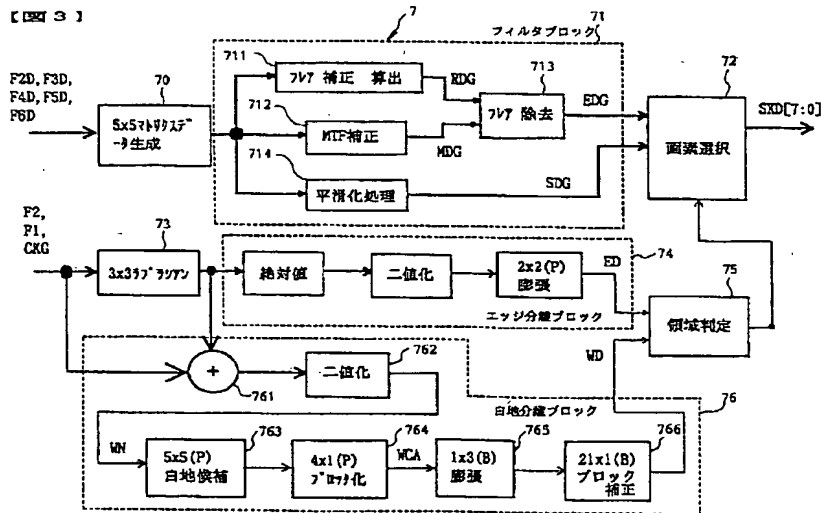 【図3】
7
フィルタブロック
71
F2D, F3D,
F4D, F5D,
F6D
70
5x5マトリクスデ
ータ生成
711
フレア 補正 算出
RDG
712
MTF補正
MDG
713
フレア 除去
EDG
714
平滑化処理
SDG
72
画素選択
SXD[7:0]
F2,
F1,
CKG
73
3x3ラプラシアン
74
絶対値
二値化
2x2(P)
膨張
ED
エッジ分離ブロック
75
領域判定
WD
+
761
二値化
762
白地分離ブロック
76
WN
5x5(P)
白地候補
763
4x1(P)
ブロック化
764
WCA
1x3(B)
膨張
765
21x1(B)
ブロック
補正
766